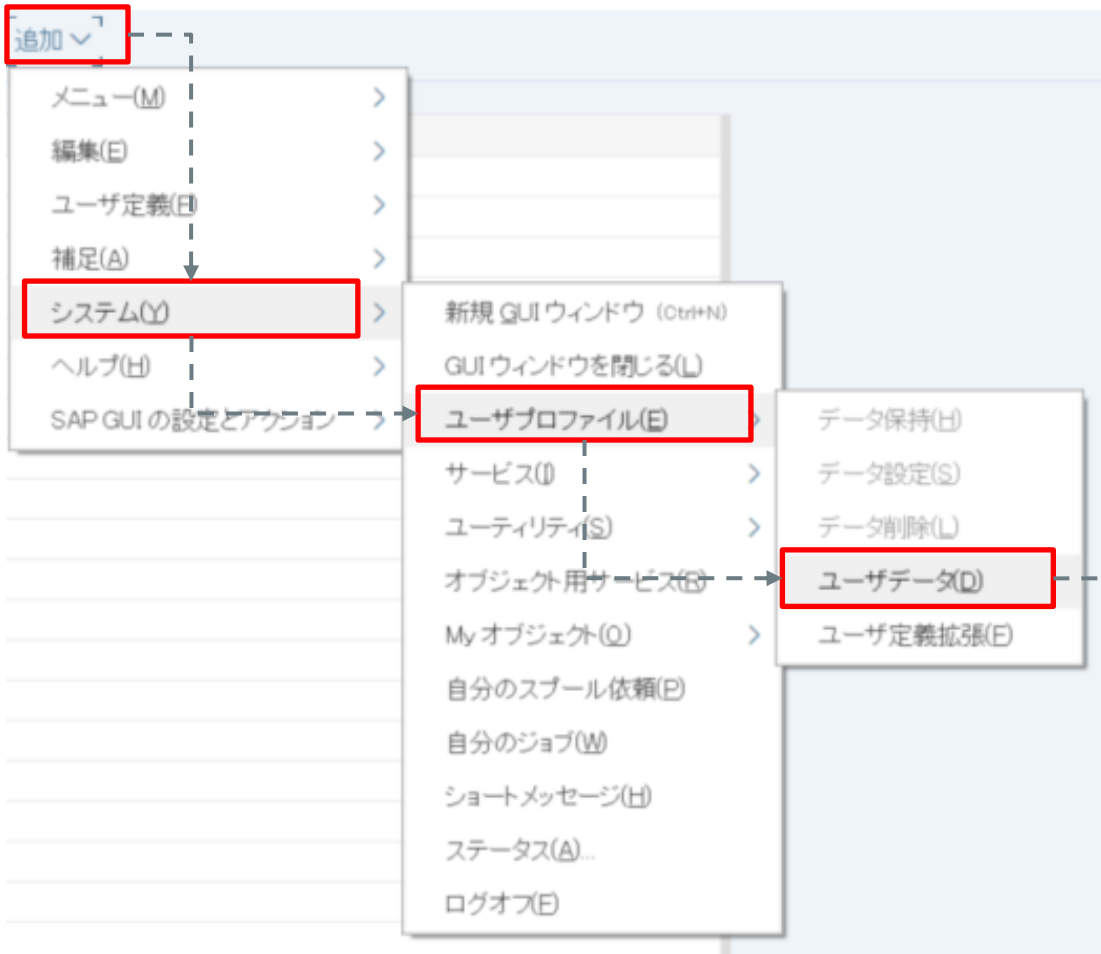 追加
メニュー(M)
編集(E)
ユーザ定義(F)
補足(A)
システム(Y)
ヘルプ(H)
SAP GUI の設定とアクション
新規 GUI ウィンドウ (Ctrl+N)
GUI ウィンドウを閉じる(L)
ユーザプロファイル(E)
サービス(I)
ユーティリティ(S)
オブジェクト用サービス(R)
My オブジェクト(O)
自分のスプール依頼(P)
自分のジョブ(W)
ショートメッセージ(H)
ステータス(A)...
ログオフ(F)
データ保持(H)
データ設定(S)
データ削除(L)
ユーザデータ(D)
ユーザ定義拡張(F)